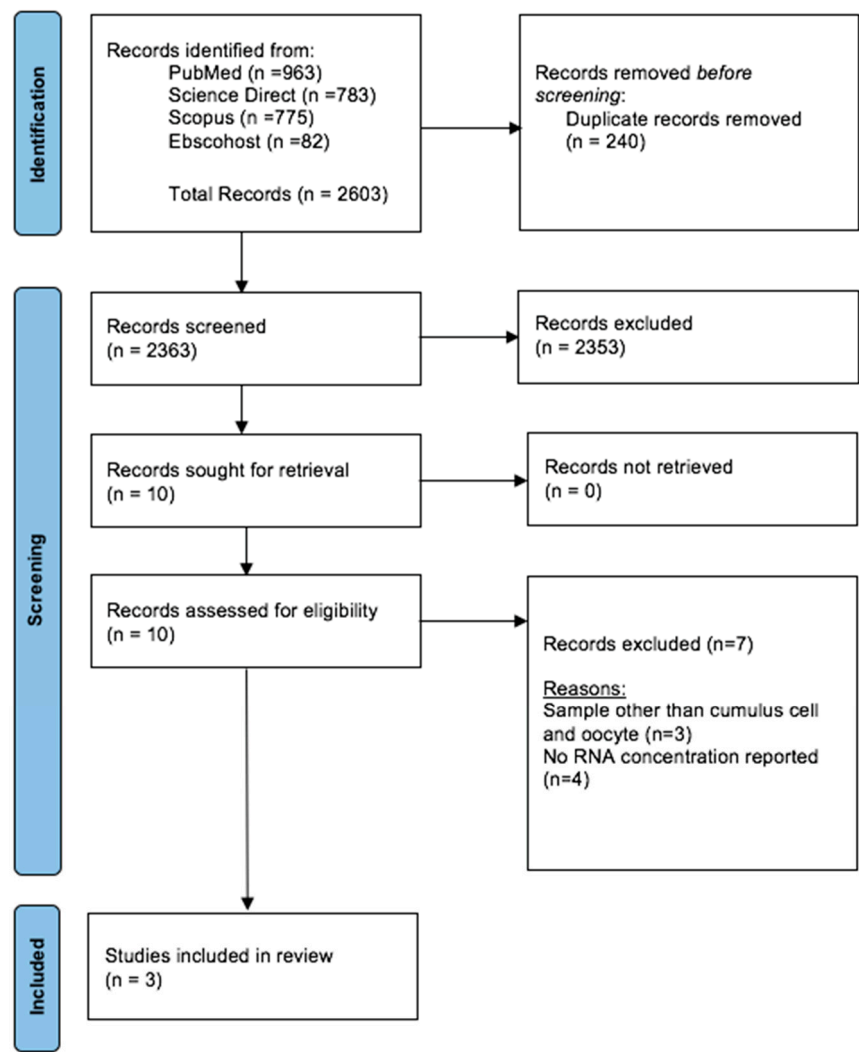 Identification
Records identified from:
PubMed (n =963)
Science Direct (n =783)
Scopus (n =775)
Ebscohost (n =82)
Total Records (n = 2603)
Records removed before
screening:
Duplicate records removed
(n = 240)
Screening
Records screened
(n = 2363)
Records excluded
(n = 2353)
Records sought for retrieval
(n = 10)
Records not retrieved
(n = 0)
Records assessed for eligibility
(n = 10)
Records excluded (n=7)
Reasons:
Sample other than cumulus cell
and oocyte (n=3)
No RNA concentration reported
(n=4)
Included
Studies included in review
(n = 3)